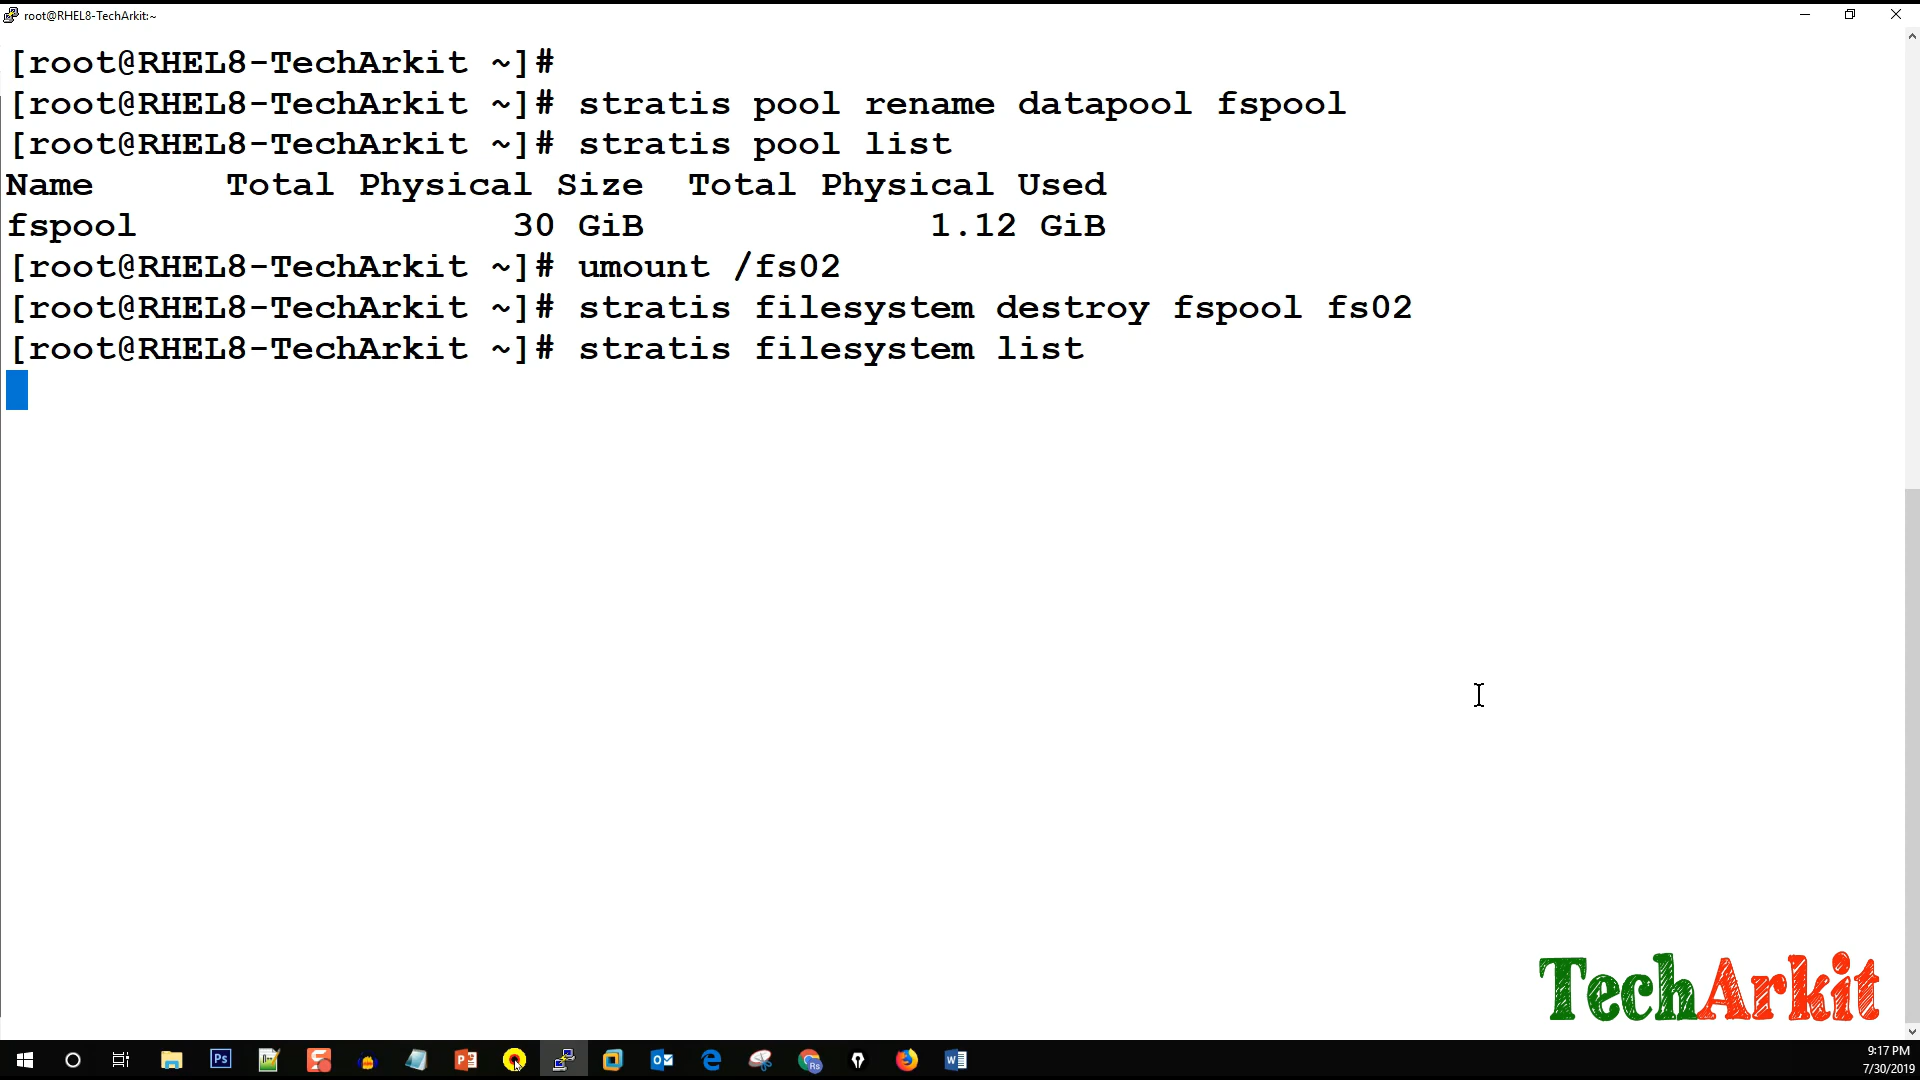 root@RHEL8-TechArkit:~
[root@RHEL8-TechArkit ~]#
[root@RHEL8-TechArkit ~]# stratis pool rename datapool fspool
[root@RHEL8-TechArkit ~]# stratis pool list
Name      Total Physical Size  Total Physical Used
fspool                 30 GiB             1.12 GiB
[root@RHEL8-TechArkit ~]# umount /fs02
[root@RHEL8-TechArkit ~]# stratis filesystem destroy fspool fs02
[root@RHEL8-TechArkit ~]# stratis filesystem list
TechArkit
9:17 PM
7/30/2019